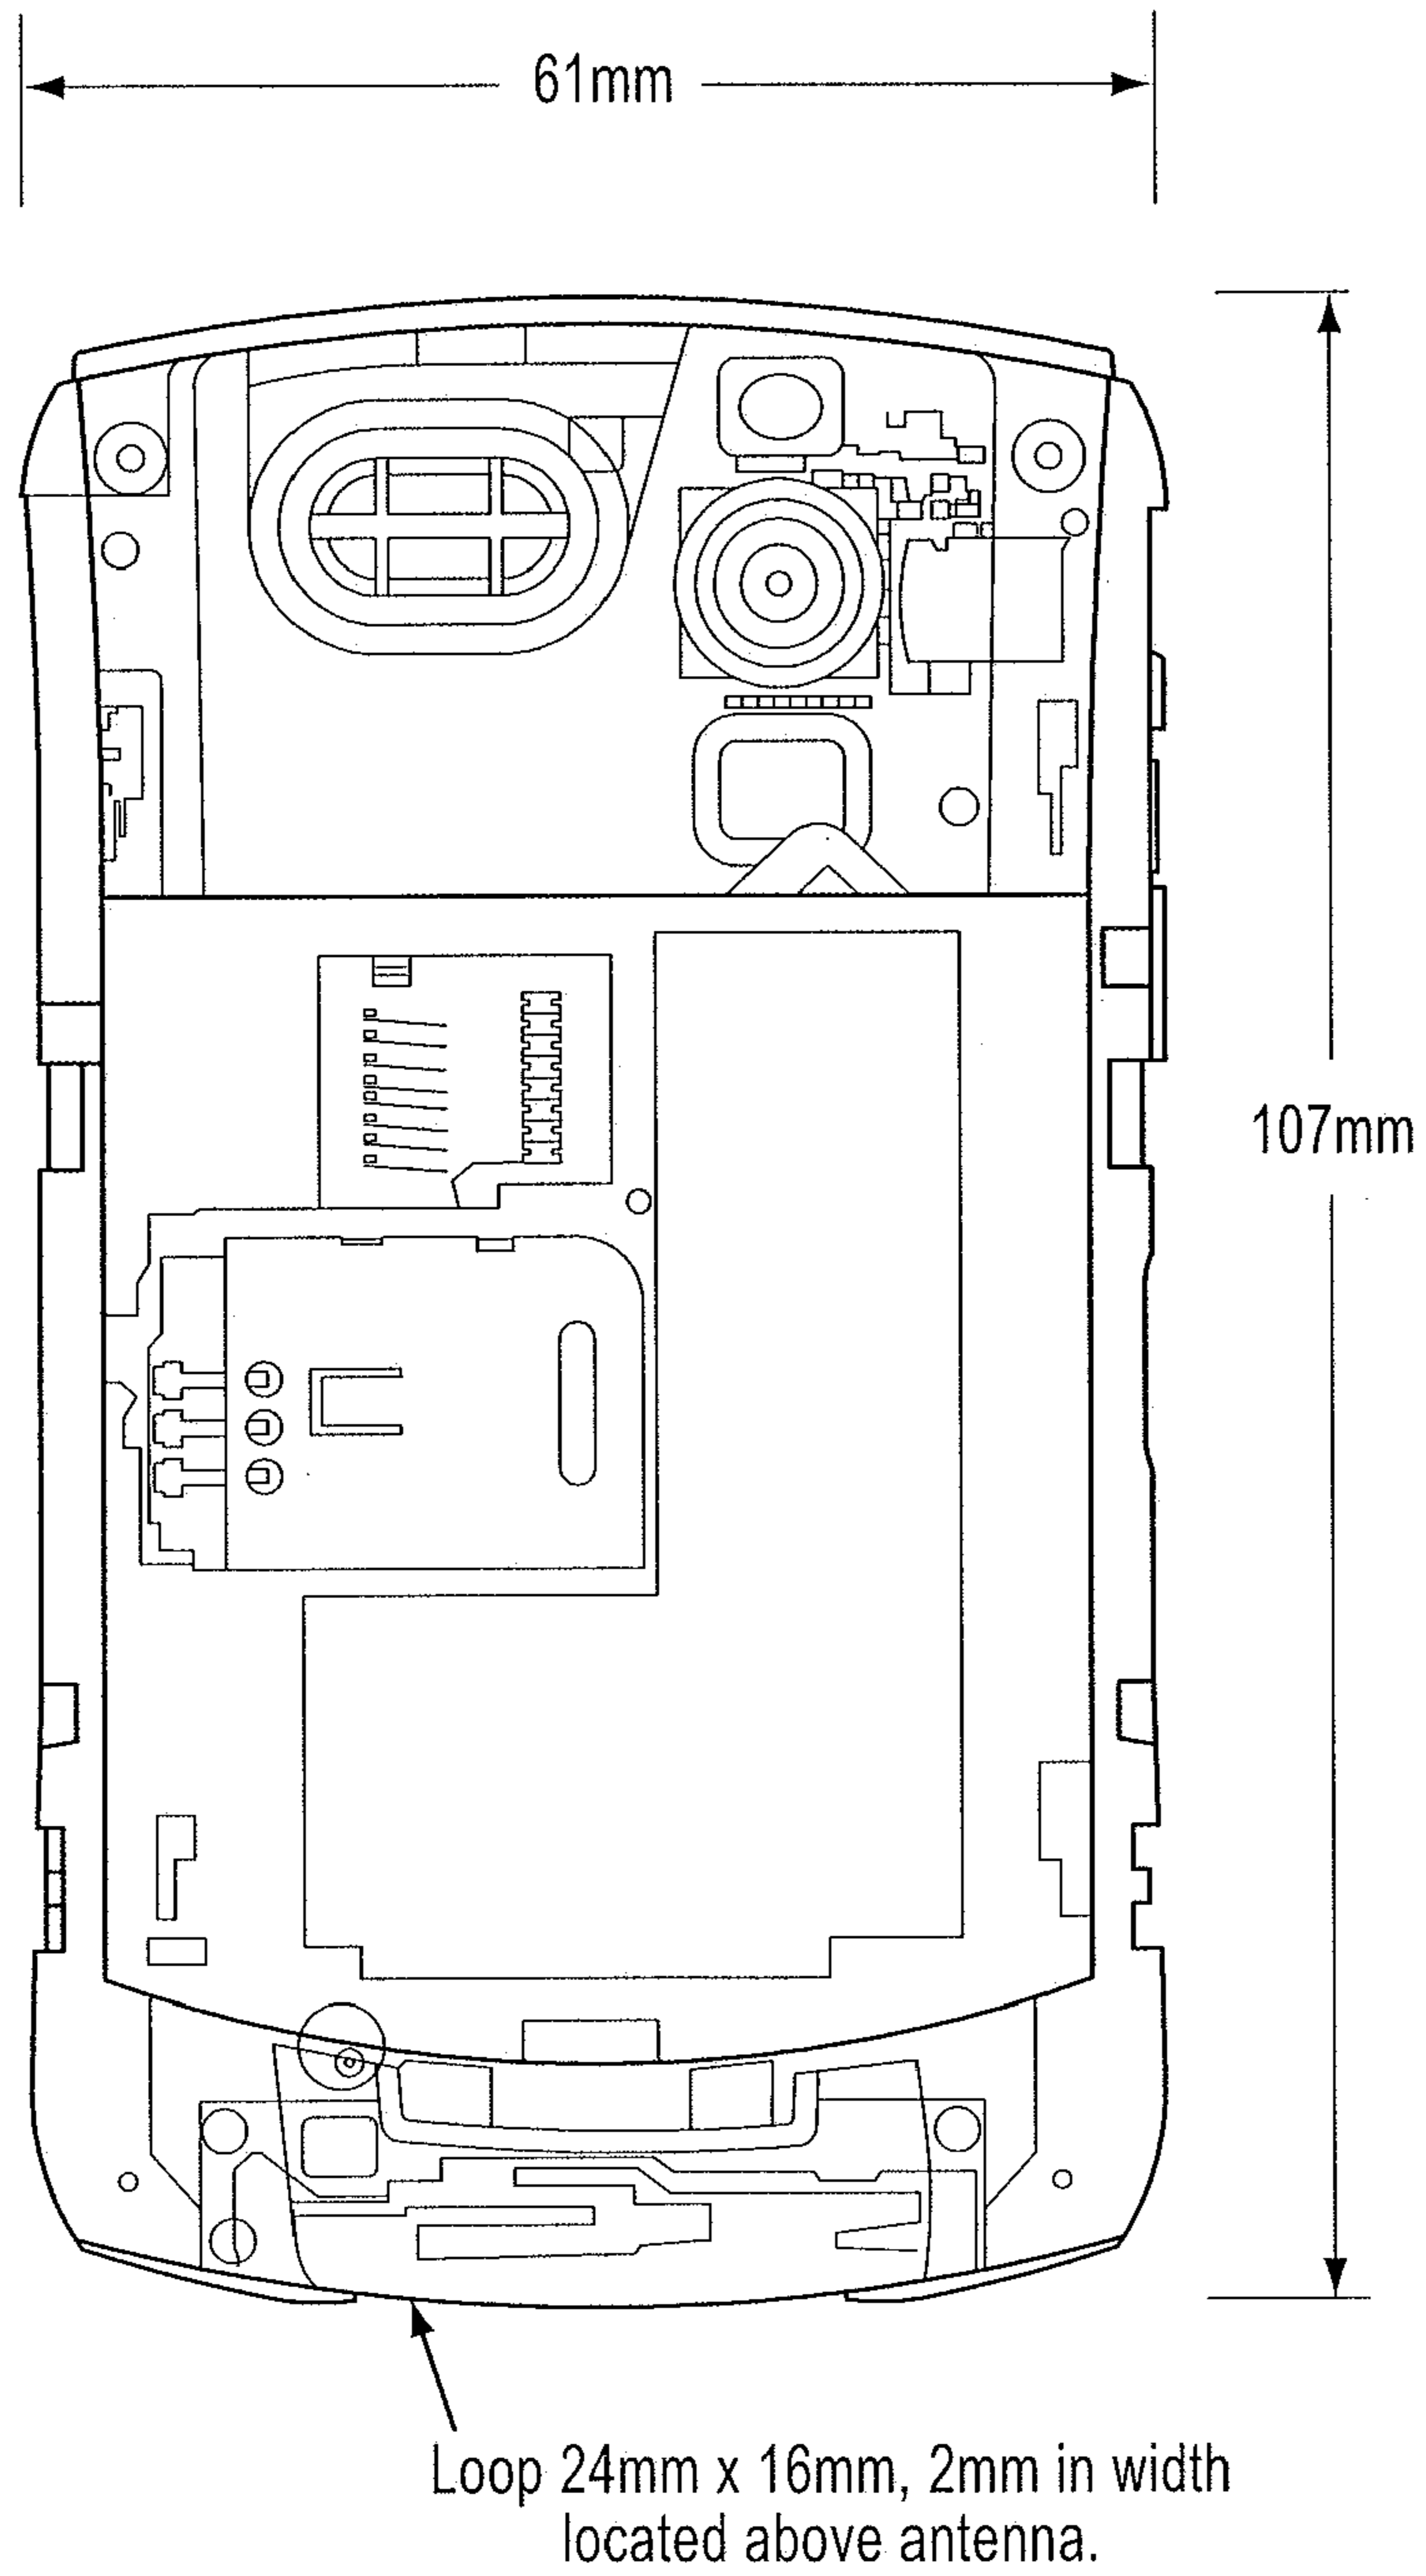 61mm
107mm
Loop 24mm x 16mm, 2mm in width
located above antenna.